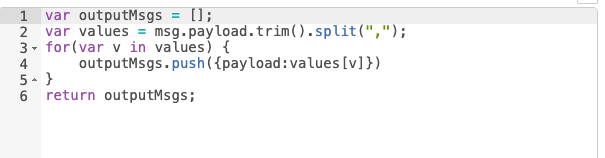 1 var outputMsgs = [];
2 var values = msg.payload.trim().split(",");
3 for(var v in values) {
4     outputMsgs.push({payload:values[v]})
5 }
6 return outputMsgs;